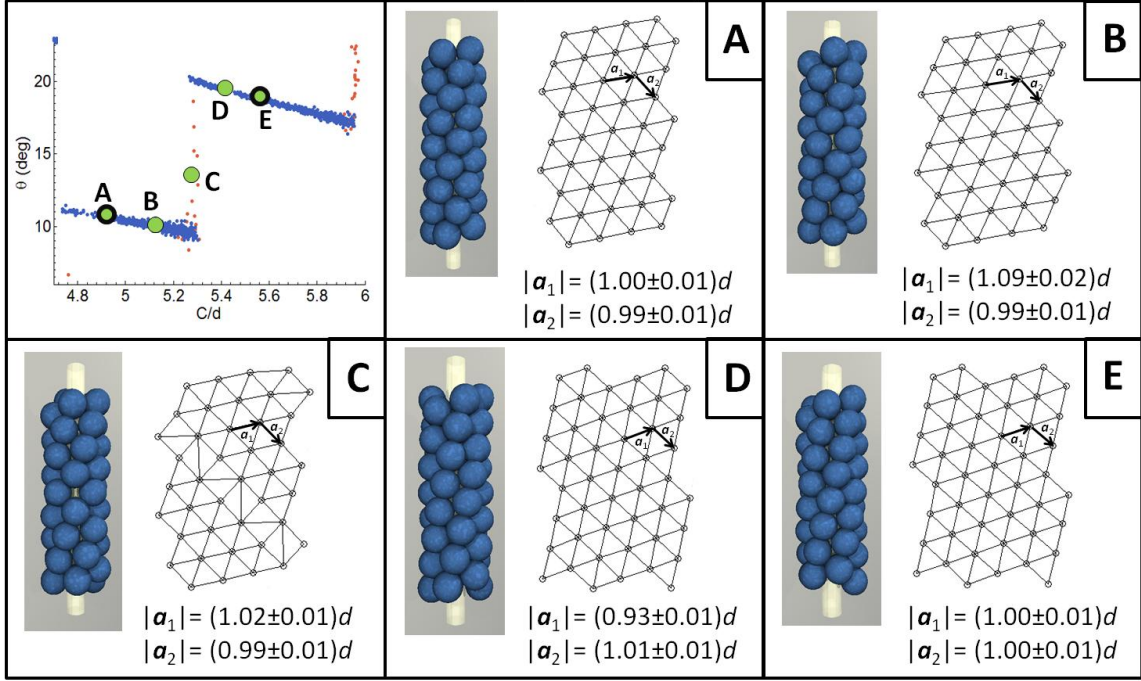 A
B
C
D
E
θ (deg)
20
15
10
4.8
5
5.2
5.4
5.6
5.8
6
C/d
A
a₁
a₂
|a₁|= (1.00±0.01)d
|a₂|= (0.99±0.01)d
B
a₁
a₂
|a₁|= (1.09±0.02)d
|a₂|= (0.99±0.01)d
C
a₁
a₂
|a₁|= (1.02±0.01)d
|a₂|= (0.99±0.01)d
D
a₁
a₂
|a₁|= (0.93±0.01)d
|a₂|= (1.01±0.01)d
E
a₁
a₂
|a₁|= (1.00±0.01)d
|a₂|= (1.00±0.01)d